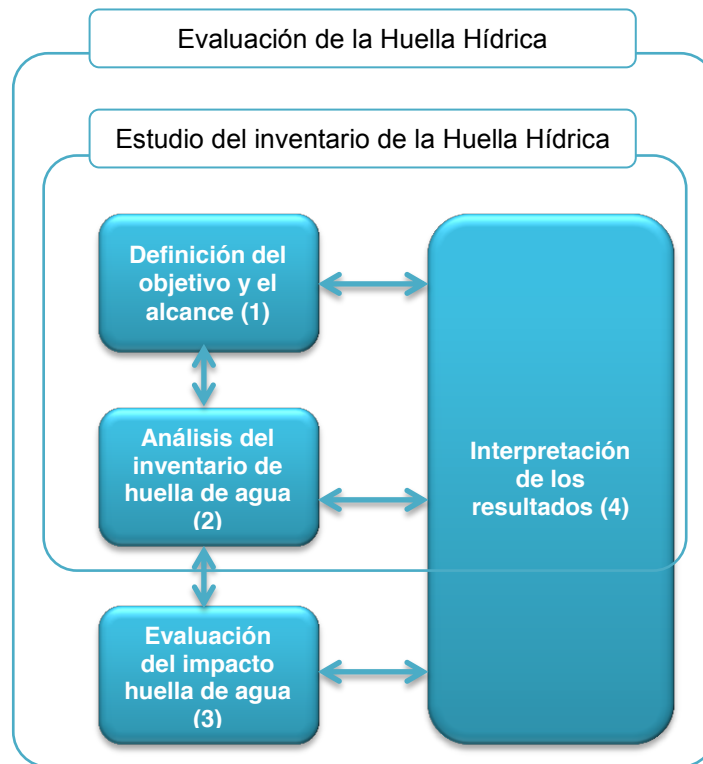 Evaluación de la Huella Hídrica
Estudio del inventario de la Huella Hídrica
Definición del
objetivo y el
alcance (1)
Análisis del
inventario de
huella de agua
(2)
Evaluación
del impacto
huella de agua
(3)
Interpretación
de los
resultados (4)